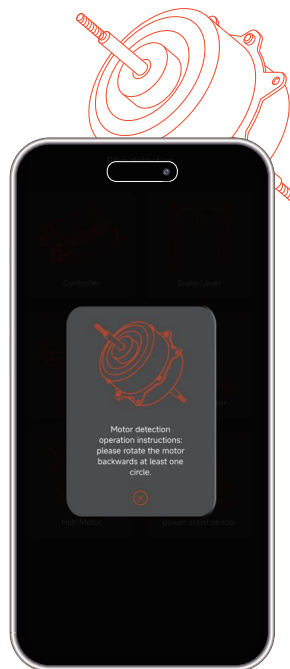 Controller
Brake Lever
Motor detection
operation instructions:
please rotate the motor
backwards at least one
circle.
Hub Motor
power assist sensor